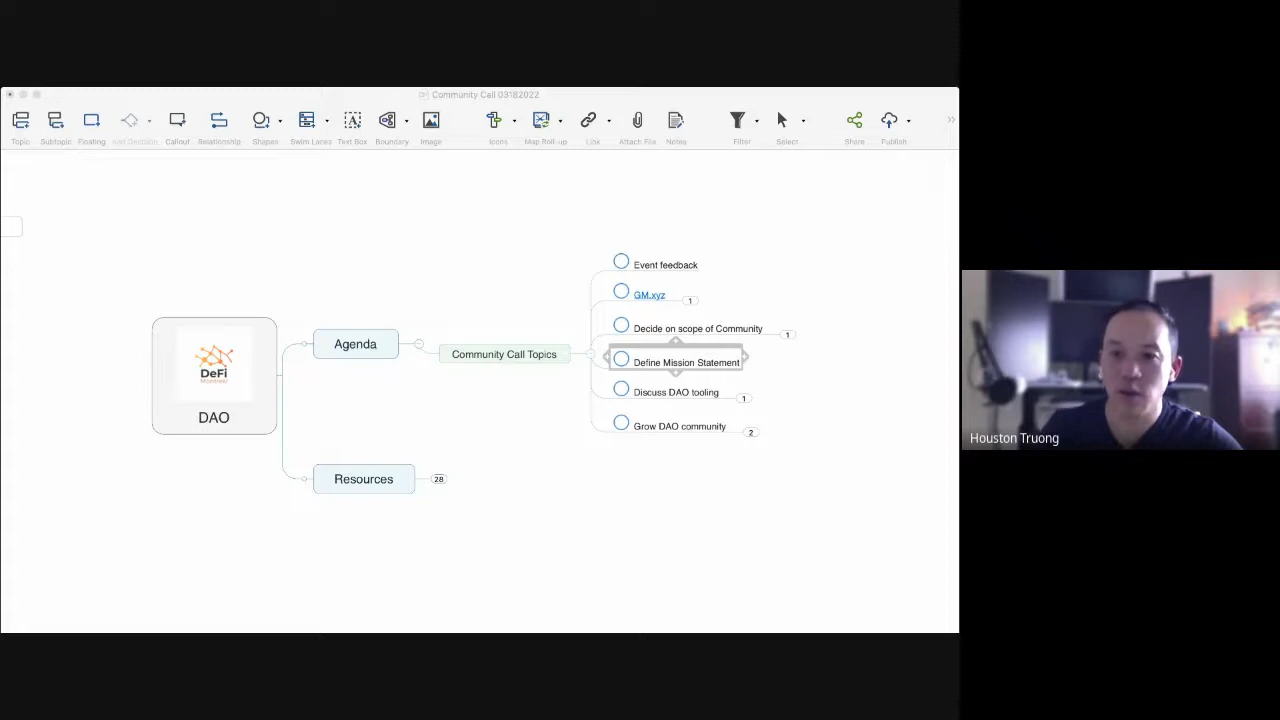 Community Call 03182022
Topic
Subtopic
Floating
Add Decision
Callout
Relationship
Shapes
Swim Lanes
Text Box
Boundary
Image
Icons
Map Roll-up
Link
Attach File
Notes
Filter
Select
Share
Publish
Event feedback
GM.xyz
1
Decide on scope of Community
1
Agenda
Community Call Topics
Define Mission Statement
DeFi
Montreal
DAO
Discuss DAO tooling
1
Grow DAO community
2
Resources
28
Houston Truong